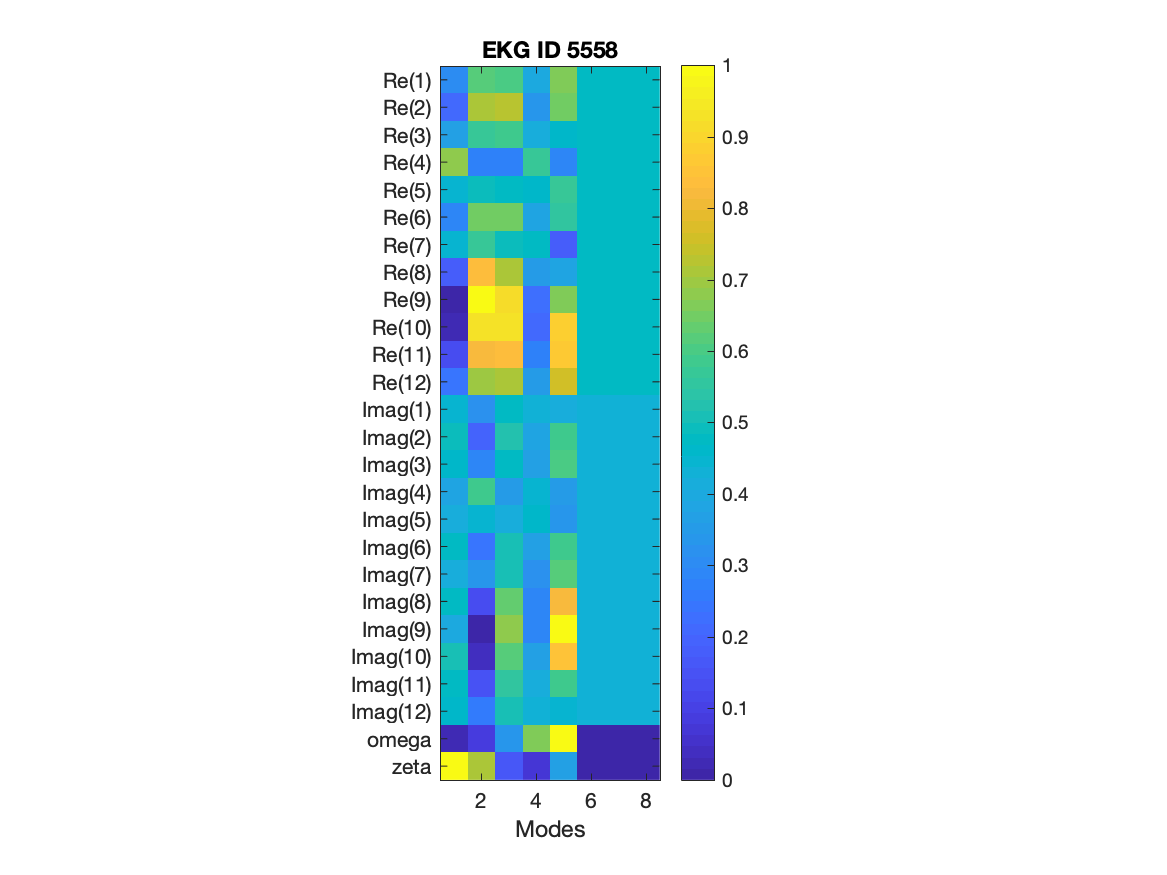 EKG ID 5558
Re(1)
Re(2)
Re(3)
Re(4)
Re(5)
Re(6)
Re(7)
Re(8)
Re(9)
Re(10)
Re(11)
Re(12)
Imag(1)
Imag(2)
Imag(3)
Imag(4)
Imag(5)
Imag(6)
Imag(7)
Imag(8)
Imag(9)
Imag(10)
Imag(11)
Imag(12)
omega
zeta
2 4 6 8
Modes
1
0.9
0.8
0.7
0.6
0.5
0.4
0.3
0.2
0.1
0